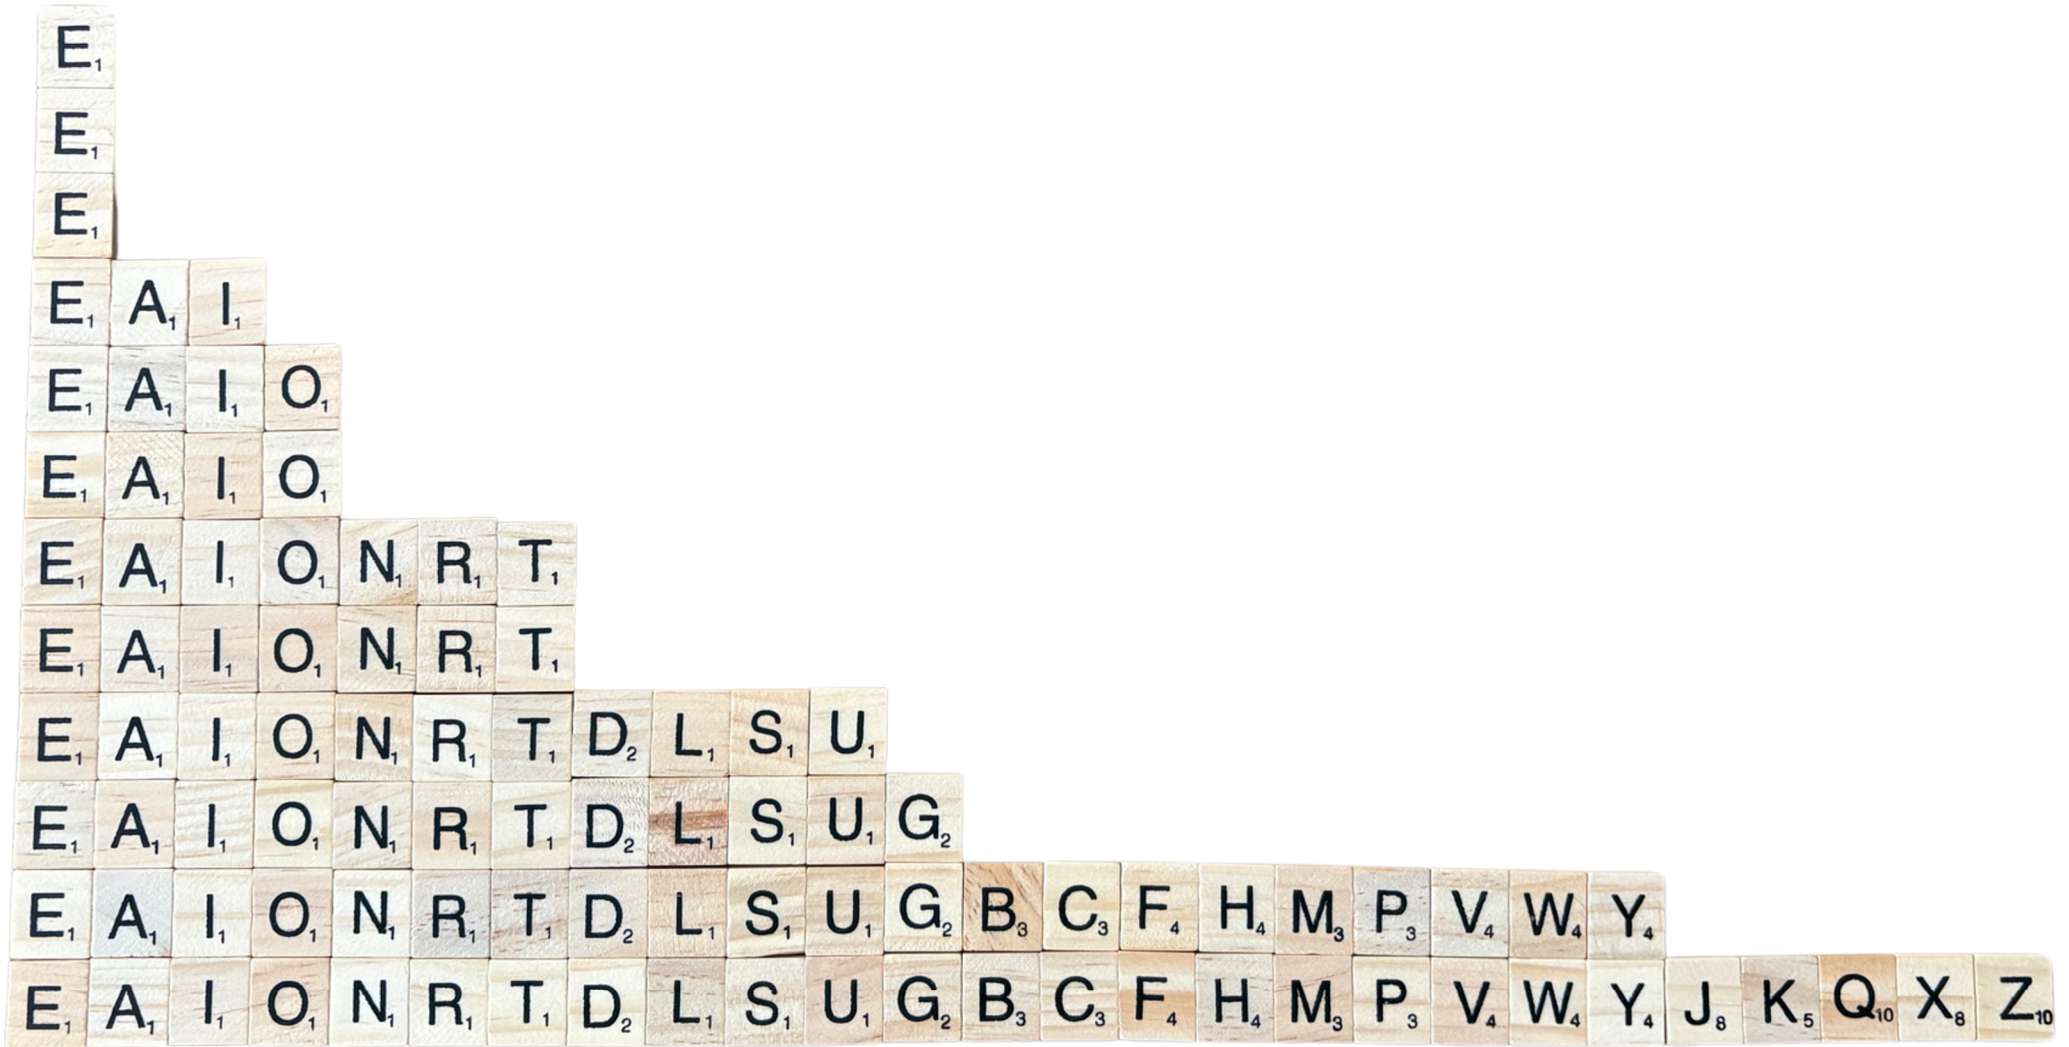 E₁
E₁
E₁
E₁ A₁ I₁
E₁ A₁ I₁ O₁
E₁ A₁ I₁ O₁
E₁ A₁ I₁ O₁ N₁ R₁ T₁
E₁ A₁ I₁ O₁ N₁ R₁ T₁
E₁ A₁ I₁ O₁ N₁ R₁ T₁ D₂ L₁ S₁ U₁
E₁ A₁ I₁ O₁ N₁ R₁ T₁ D₂ L₁ S₁ U₁ G₂
E₁ A₁ I₁ O₁ N₁ R₁ T₁ D₂ L₁ S₁ U₁ G₂ B₃ C₃ F₄ H₄ M₃ P₃ V₄ W₄ Y₄
E₁ A₁ I₁ O₁ N₁ R₁ T₁ D₂ L₁ S₁ U₁ G₂ B₃ C₃ F₄ H₄ M₃ P₃ V₄ W₄ Y₄ J₈ K₅ Q₁₀ X₈ Z₁₀